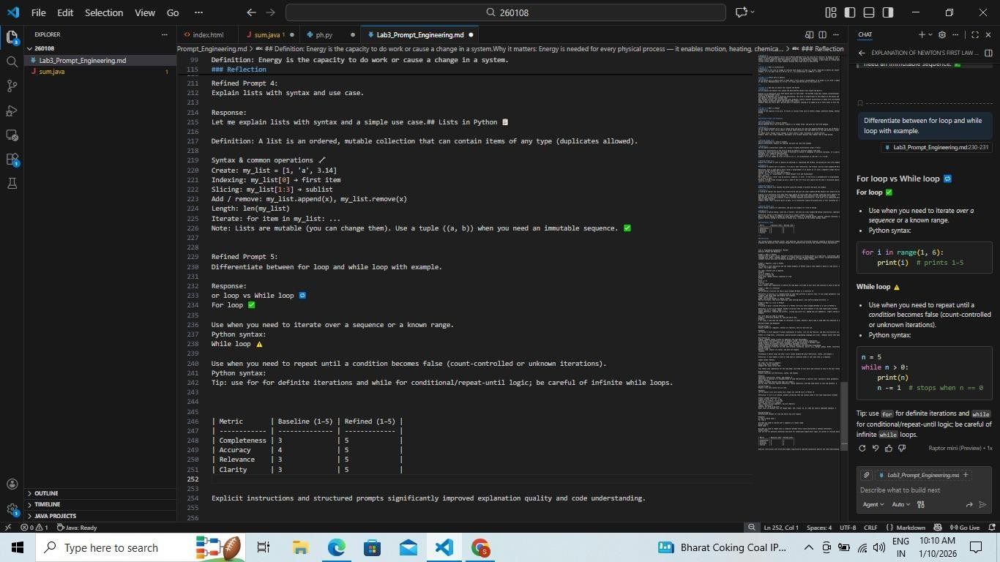 File Edit Selection View Go ··· 260108
EXPLORER ···
260108
Lab3_Prompt_Engineering.md
sum.java 1
OUTLINE
TIMELINE
JAVA PROJECTS
index.html sum.java 1 ph.py Lab3_Prompt_Engineering.md
Prompt_Engineering.md > ## Definition: Energy is the capacity to do work or cause a change in a system.Why it matters: Energy is needed for every physical process — it enables motion, heating, chemica... > ### Reflection
99 Definition: Energy is the capacity to do work or cause a change in a system.
115 ### Reflection
211 Refined Prompt 4:
212 Explain lists with syntax and use case.
213
214 Response:
215 Let me explain lists with syntax and a simple use case.## Lists in Python 📋
216
217 Definition: A list is an ordered, mutable collection that can contain items of any type (duplicates allowed).
218
219 Syntax & common operations 🔧
220 Create: my_list = [1, 'a', 3.14]
221 Indexing: my_list[0] → first item
222 Slicing: my_list[1:3] → sublist
223 Add / remove: my_list.append(x), my_list.remove(x)
224 Length: len(my_list)
225 Iterate: for item in my_list: ...
226 Note: Lists are mutable (you can change them). Use a tuple ((a, b)) when you need an immutable sequence. ✅
227
228
229 Refined Prompt 5:
230 Differentiate between for loop and while loop with example.
231
232 Response:
233 or loop vs While loop 🔁
234 For loop ✅
235
236 Use when you need to iterate over a sequence or a known range.
237 Python syntax:
238 While loop ⚠️
239
240 Use when you need to repeat until a condition becomes false (count-controlled or unknown iterations).
241 Python syntax:
242 Tip: use for for definite iterations and while for conditional/repeat-until logic; be careful of infinite while loops.
243
244
245
246 | Metric | Baseline (1–5) | Refined (1–5) |
247 | ----------- | ------------- | ------------ |
248 | Completeness | 3 | 5 |
249 | Accuracy | 4 | 5 |
250 | Relevance | 3 | 5 |
251 | Clarity | 3 | 5 |
252
253
254 Explicit instructions and structured prompts significantly improved explanation quality and code understanding.
255
256
CHAT
EXPLANATION OF NEWTON'S FIRST LAW ...
need an immutable sequence. ✅
Differentiate between for loop and while
loop with example.
Lab3_Prompt_Engineering.md:230-231
For loop vs While loop 🔁
For loop ✅
• Use when you need to iterate over a
sequence or a known range.
• Python syntax:
for i in range(1, 6):
print(i) # prints 1–5
While loop ⚠️
• Use when you need to repeat until a
condition becomes false (count-controlled
or unknown iterations).
• Python syntax:
n = 5
while n > 0:
print(n)
n -= 1 # stops when n == 0
Tip: use for for definite iterations and while
for conditional/repeat-until logic; be careful of
infinite while loops.
Raptor mini (Preview) • 1x
Lab3_Prompt_Engineering.md +
Describe what to build next
Agent Auto
0 1 Java: Ready Ln 252, Col 1 Spaces: 4 UTF-8 CRLF {} Markdown Go Live
Type here to search Bharat Coking Coal IP... ENG 10:10 AM
IN 1/10/2026